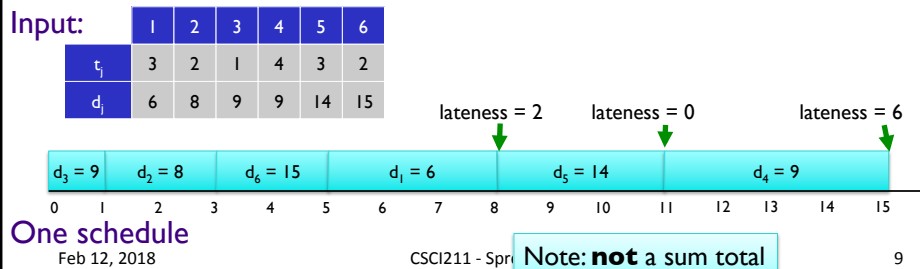 Input:
1 2 3 4 5 6
tj 3 2 1 4 3 2
dj 6 8 9 9 14 15
lateness = 2 lateness = 0 lateness = 6
d3 = 9 d2 = 8 d6 = 15 d1 = 6 d5 = 14 d4 = 9
0 1 2 3 4 5 6 7 8 9 10 11 12 13 14 15
One schedule
Feb 12, 2018 CSCI211 - Spre Note: not a sum total 9